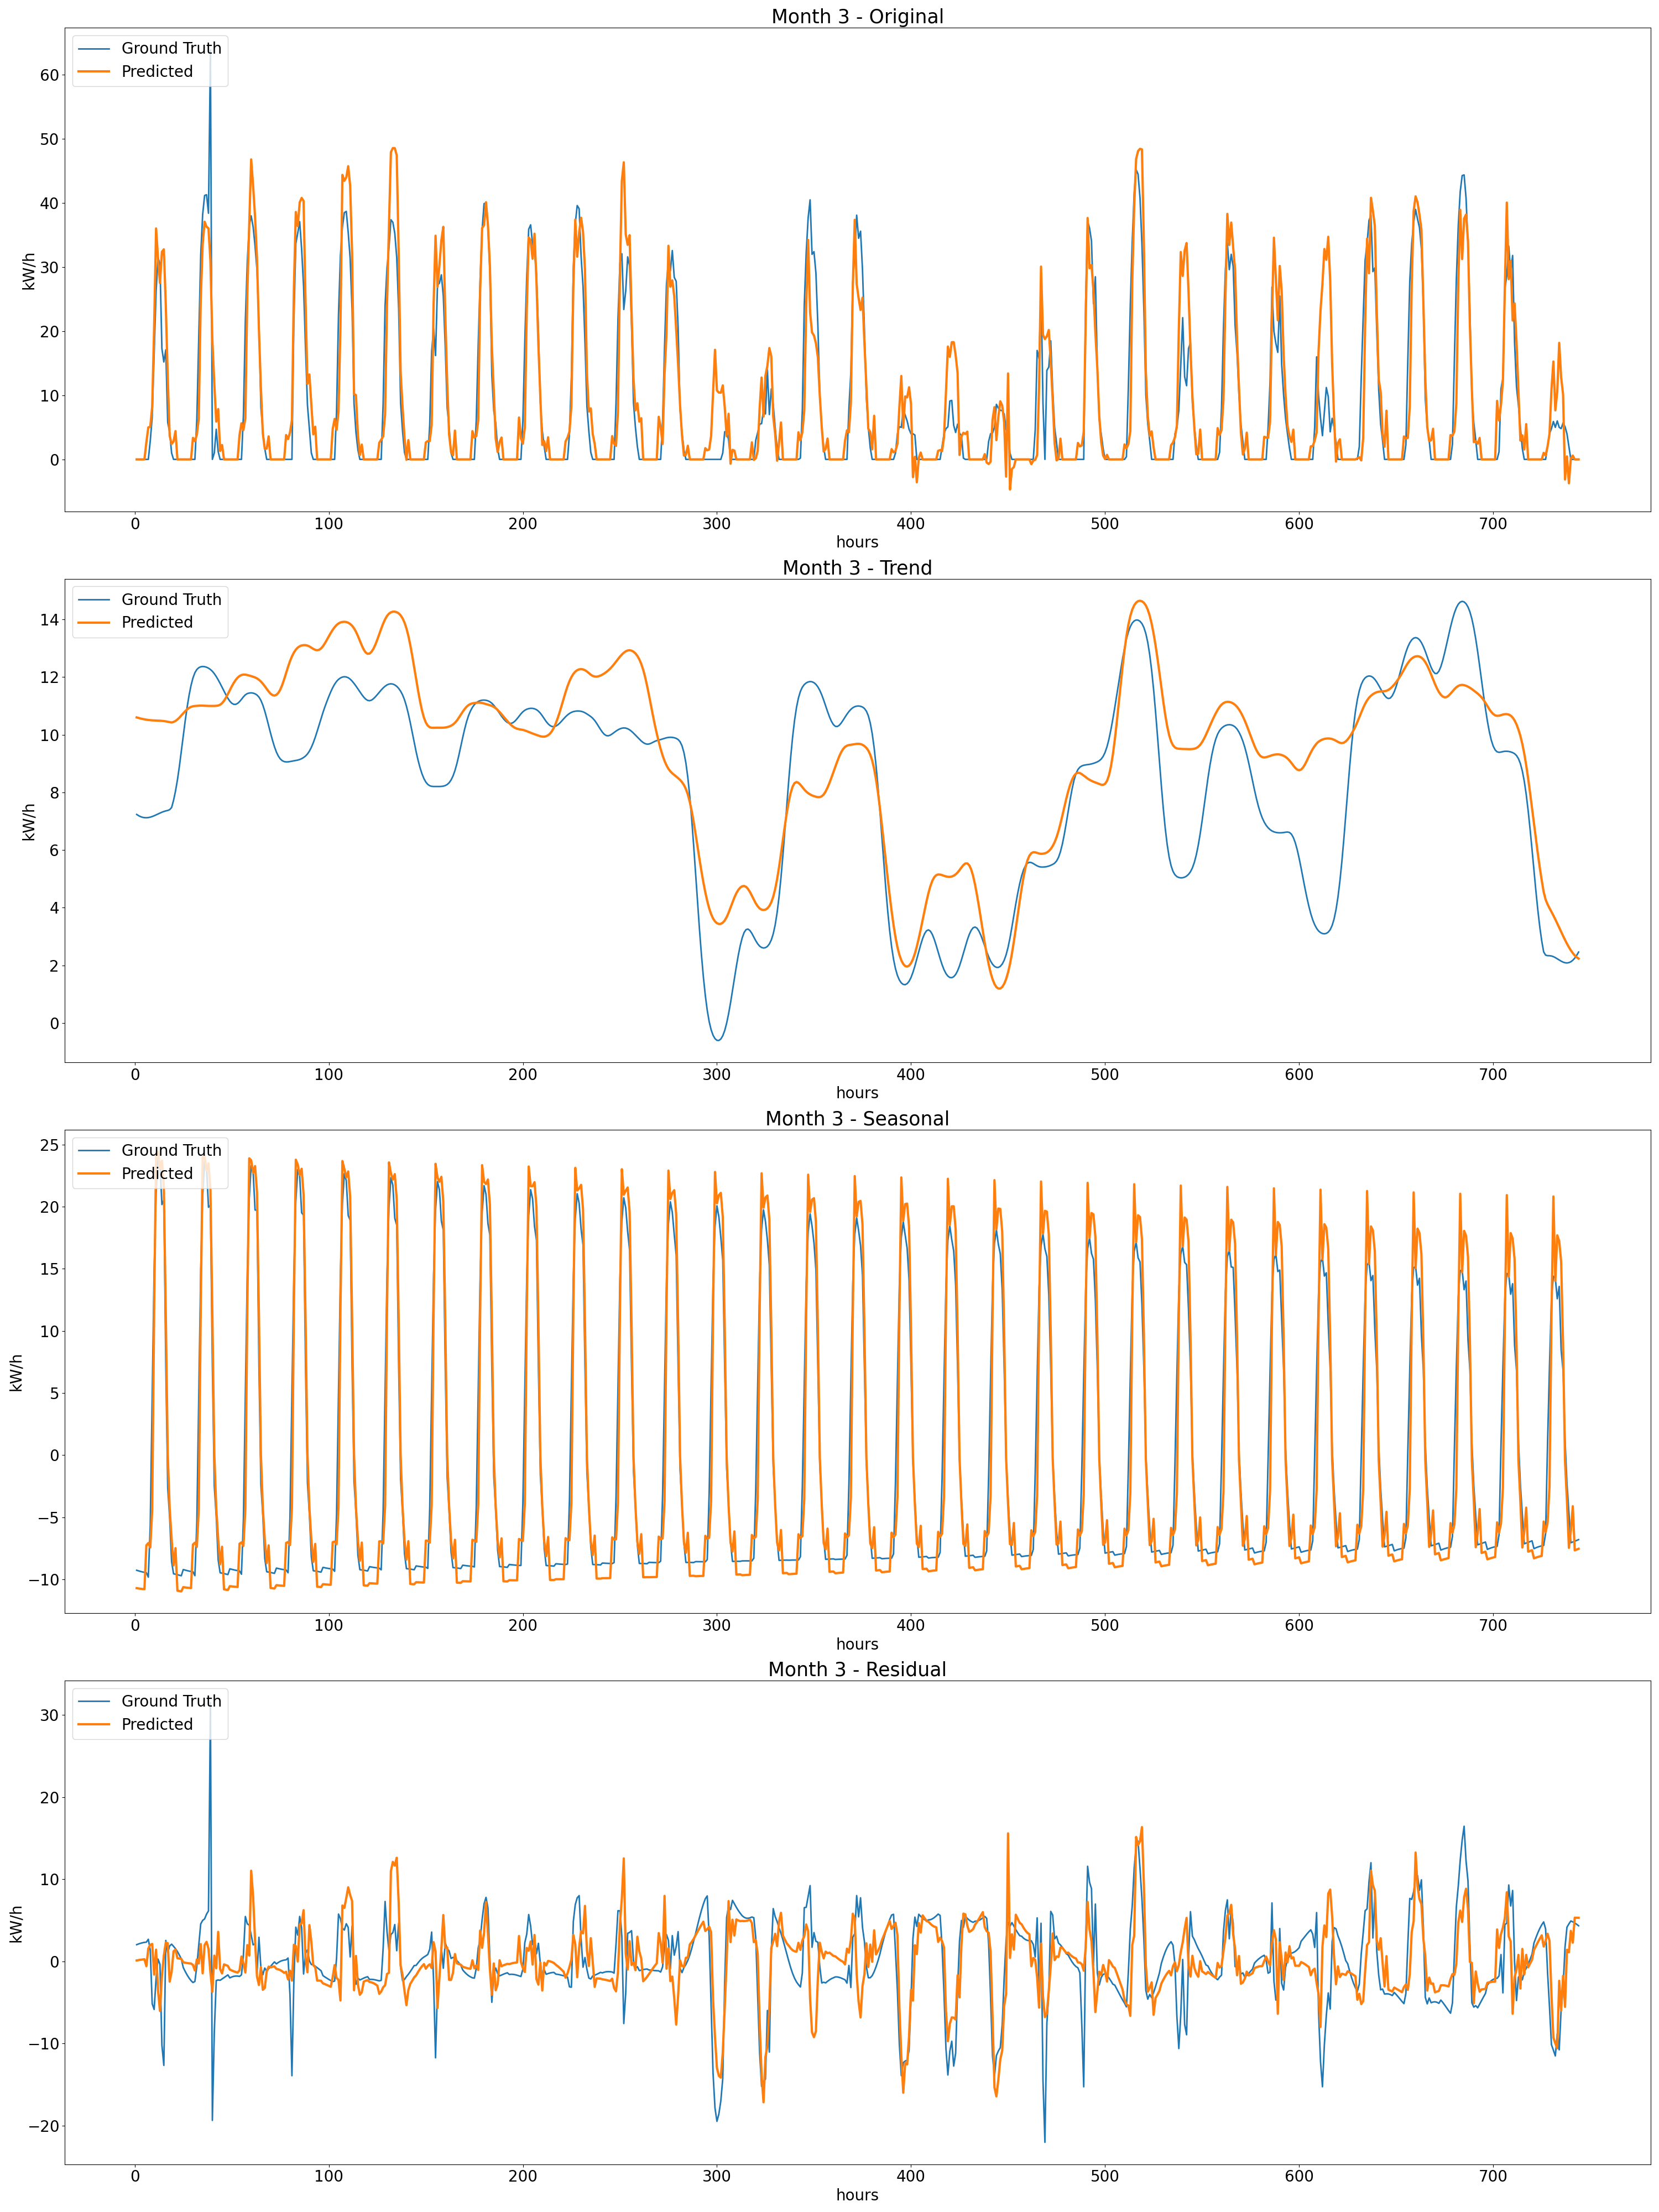 Month 3 - Original
Ground Truth
Predicted
kW/h
60
50
40
30
20
10
0
0 100 200 300 400 500 600 700
hours
Month 3 - Trend
Ground Truth
Predicted
kW/h
14
12
10
8
6
4
2
0
0 100 200 300 400 500 600 700
hours
Month 3 - Seasonal
Ground Truth
Predicted
kW/h
25
20
15
10
5
0
−5
−10
0 100 200 300 400 500 600 700
hours
Month 3 - Residual
Ground Truth
Predicted
kW/h
30
20
10
0
−10
−20
0 100 200 300 400 500 600 700
hours